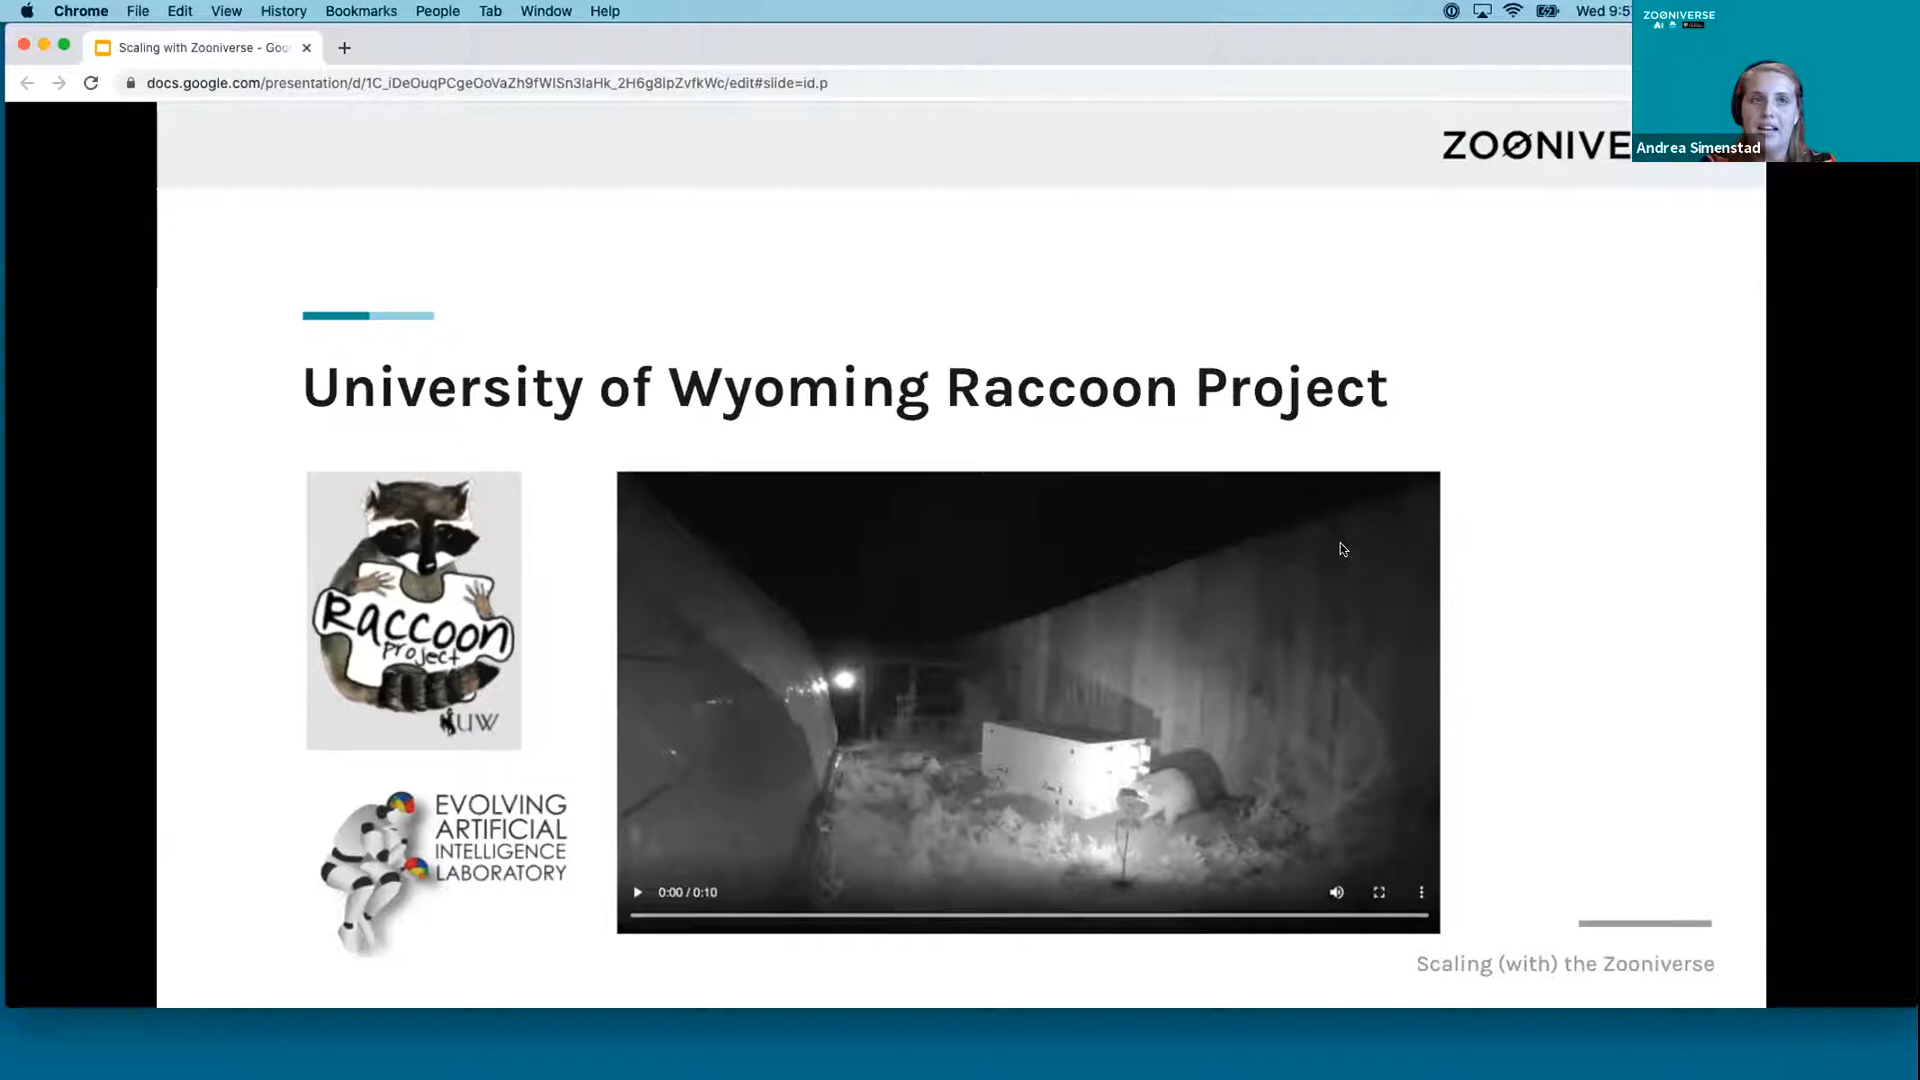 Chrome File Edit View History Bookmarks People Tab Window Help
Wed 9:5
Scaling with Zooniverse - Goo
docs.google.com/presentation/d/1C_iDeOuqPCgeOoVaZh9fWISn3laHk_2H6g8lpZvfkWc/edit#slide=id.p
ZOØNIVERSE
Andrea Simenstad
ZOØNIVE
University of Wyoming Raccoon Project
Raccoon
Project
UW
EVOLVING
ARTIFICIAL
INTELLIGENCE
LABORATORY
0:00 / 0:10
Scaling (with) the Zooniverse